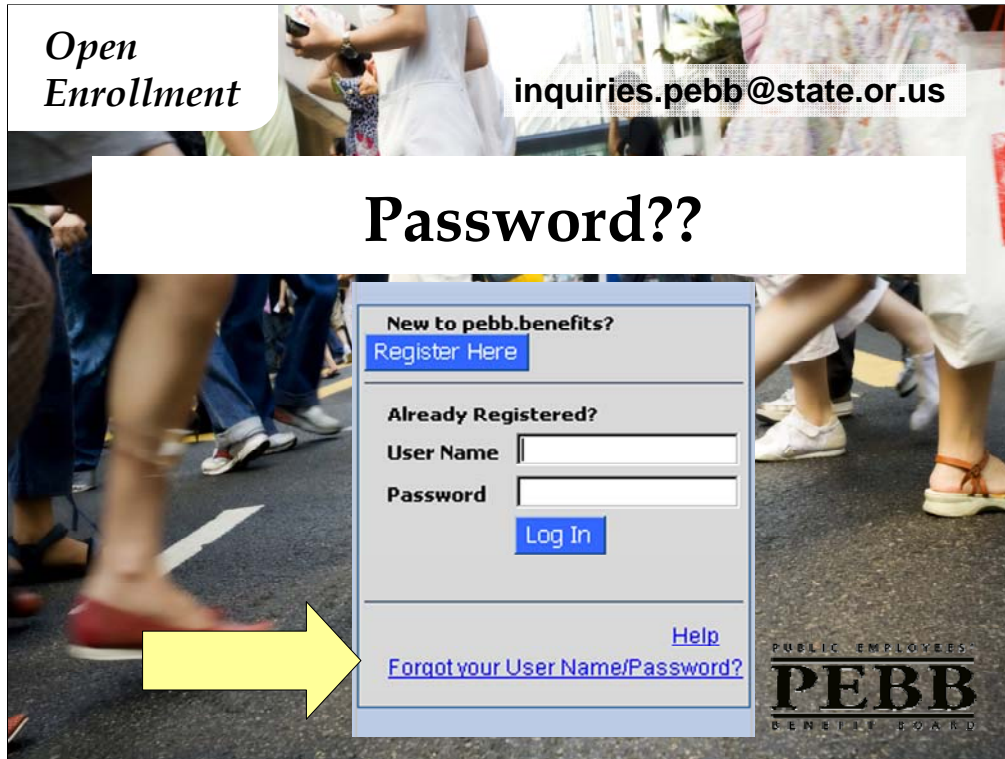 Open
Enrollment
inquiries.pebb@state.or.us
Password??
New to pebb.benefits?
Register Here
Already Registered?
User Name
Password
Log In
Help
Forgot your User Name/Password?
PUBLIC EMPLOYEES'
PEBB
BENEFIT BOARD